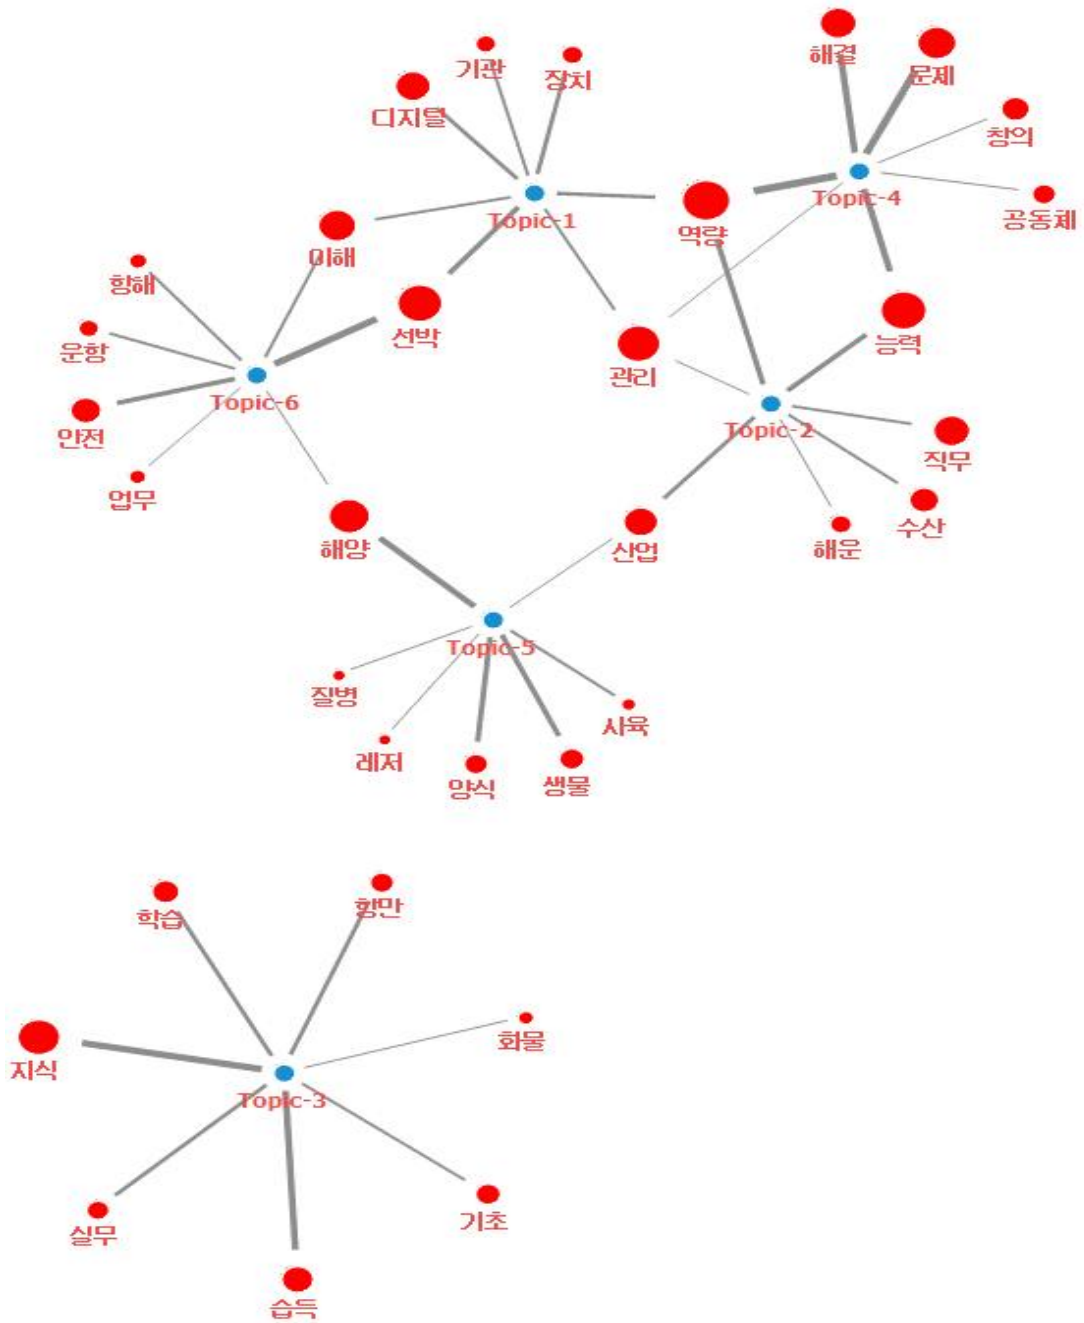 해결
문제
기관
장치
디지털
창의
공동체
Topic-4
Topic-1
역량
이해
항해
선박
능력
운항
관리
Topic-6
Topic-2
안전
직무
업무
수산
해양
산업
해운
Topic-5
질병
사육
레저
양식
생물
학습
항만
화물
지식
Topic-3
기초
실무
습득